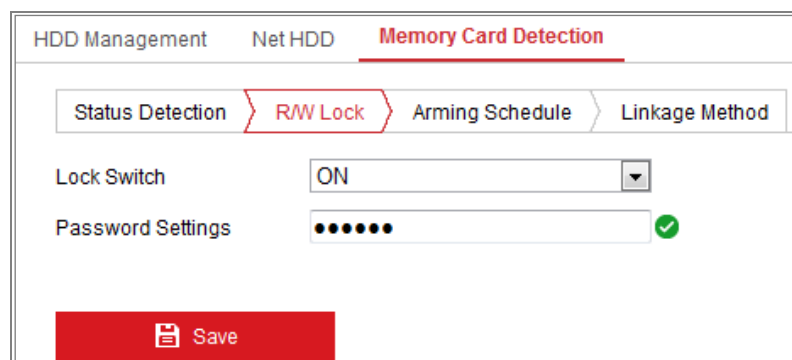 HDD Management Net HDD Memory Card Detection
Status Detection R/W Lock Arming Schedule Linkage Method
Lock Switch ON
Password Settings ●●●●●●
Save